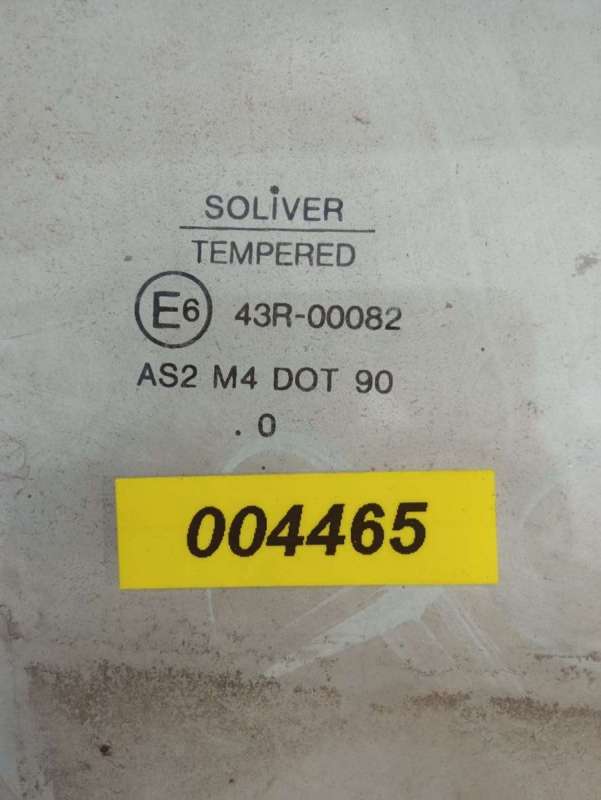 SOLiVER
TEMPERED
E6 43R-00082
AS2 M4 DOT 90
. 0
004465